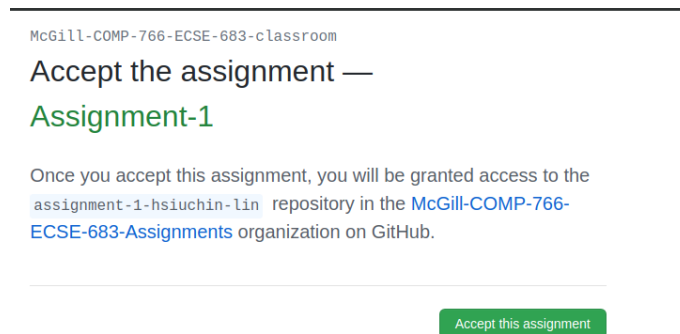 McGill-COMP-766-ECSE-683-classroom
Accept the assignment —
Assignment-1
Once you accept this assignment, you will be granted access to the
assignment-1-hsiuchin-lin repository in the McGill-COMP-766-
ECSE-683-Assignments organization on GitHub.
Accept this assignment